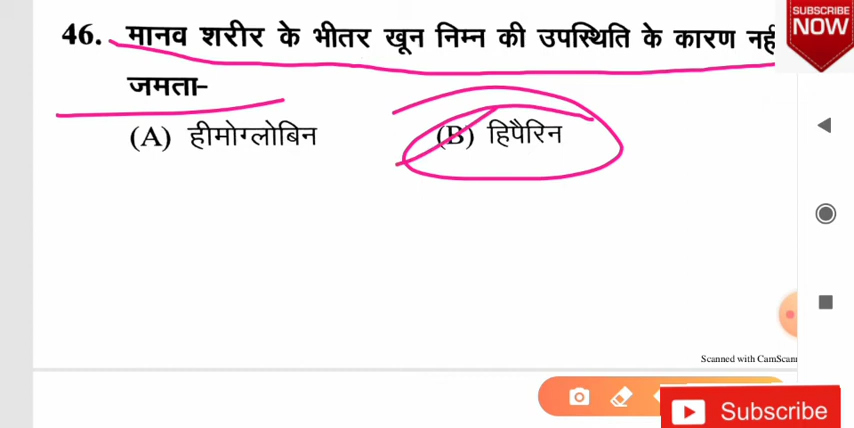 SUBSCRIBE
NOW
46. मानव शरीर के भीतर खून निम्न की उपस्थिति के कारण नहीं
जमता-
(A) हीमोग्लोबिन (B) हिपैरिन
Scanned with CamScan
Subscribe